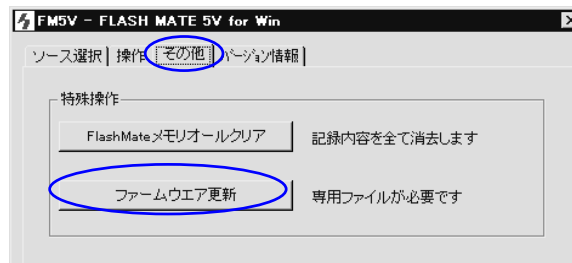 FM5V - FLASH MATE 5V for Win
ソース選択 操作 その他 バージョン情報
特殊操作
FlashMateメモリオールクリア 記録内容を全て消去します
ファームウエア更新 専用ファイルが必要です